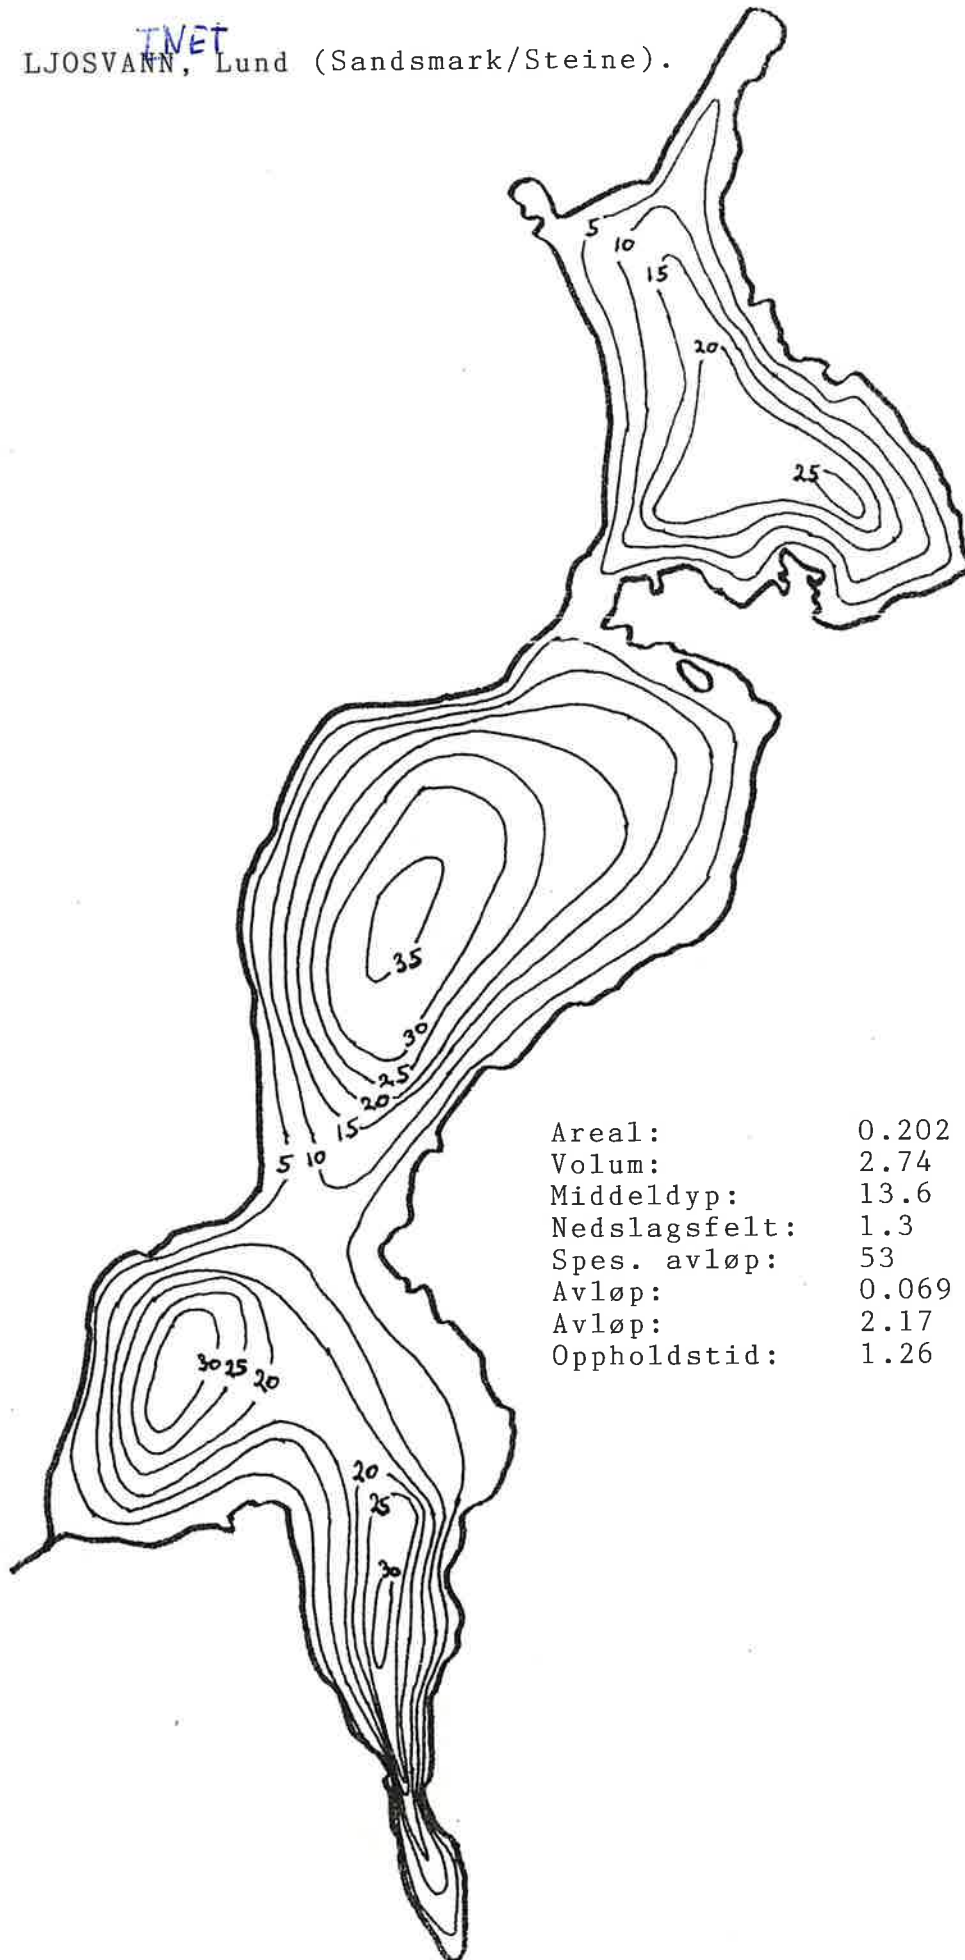 INET
LJOSVANN, Lund (Sandsmark/Steine).
5
10
15
20
25
35
30
25
20
15
5 10
30 25 20
20
25
30
Areal: 0.202
Volum: 2.74
Middeldyp: 13.6
Nedslagsfelt: 1.3
Spes. avløp: 53
Avløp: 0.069
Avløp: 2.17
Oppholdstid: 1.26